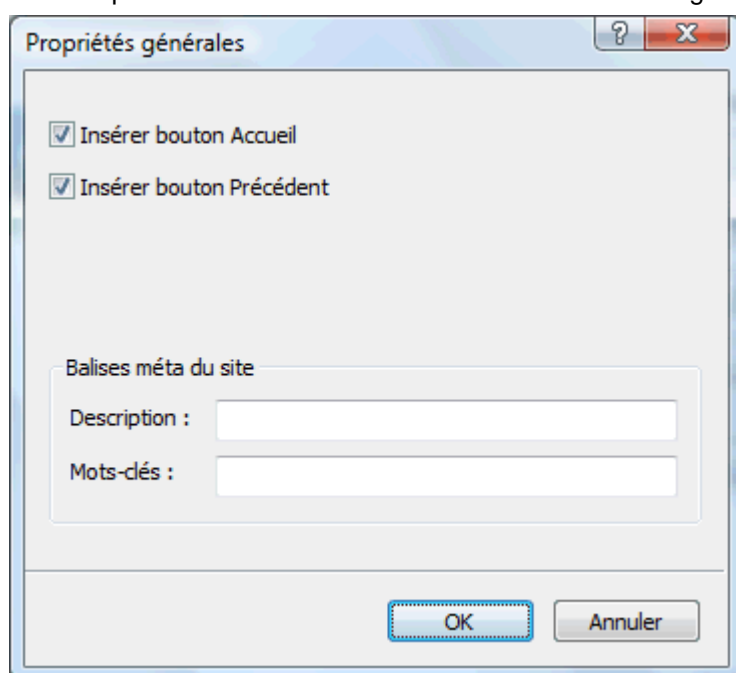 Propriétés générales
Insérer bouton Accueil
Insérer bouton Précédent
Balises méta du site
Description :
Mots-clés :
OK
Annuler